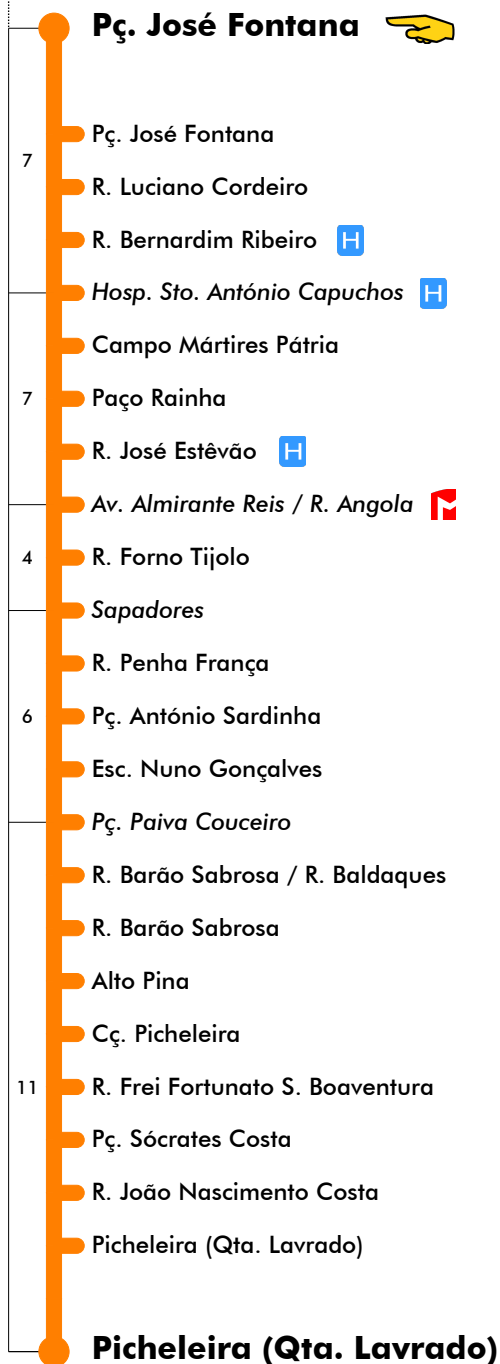 Pç. José Fontana
Pç. José Fontana
7
R. Luciano Cordeiro
R. Bernardim Ribeiro H
Hosp. Sto. António Capuchos H
Campo Mártires Pátria
7 Paço Rainha
R. José Estêvão H
Av. Almirante Reis / R. Angola M
4 R. Forno Tijolo
Sapadores
R. Penha França
6 Pç. António Sardinha
Esc. Nuno Gonçalves
Pç. Paiva Couceiro
R. Barão Sabrosa / R. Baldaques
R. Barão Sabrosa
Alto Pina
Cç. Picheleira
11 R. Frei Fortunato S. Boaventura
Pç. Sócrates Costa
R. João Nascimento Costa
Picheleira (Qta. Lavrado)
Picheleira (Qta. Lavrado)